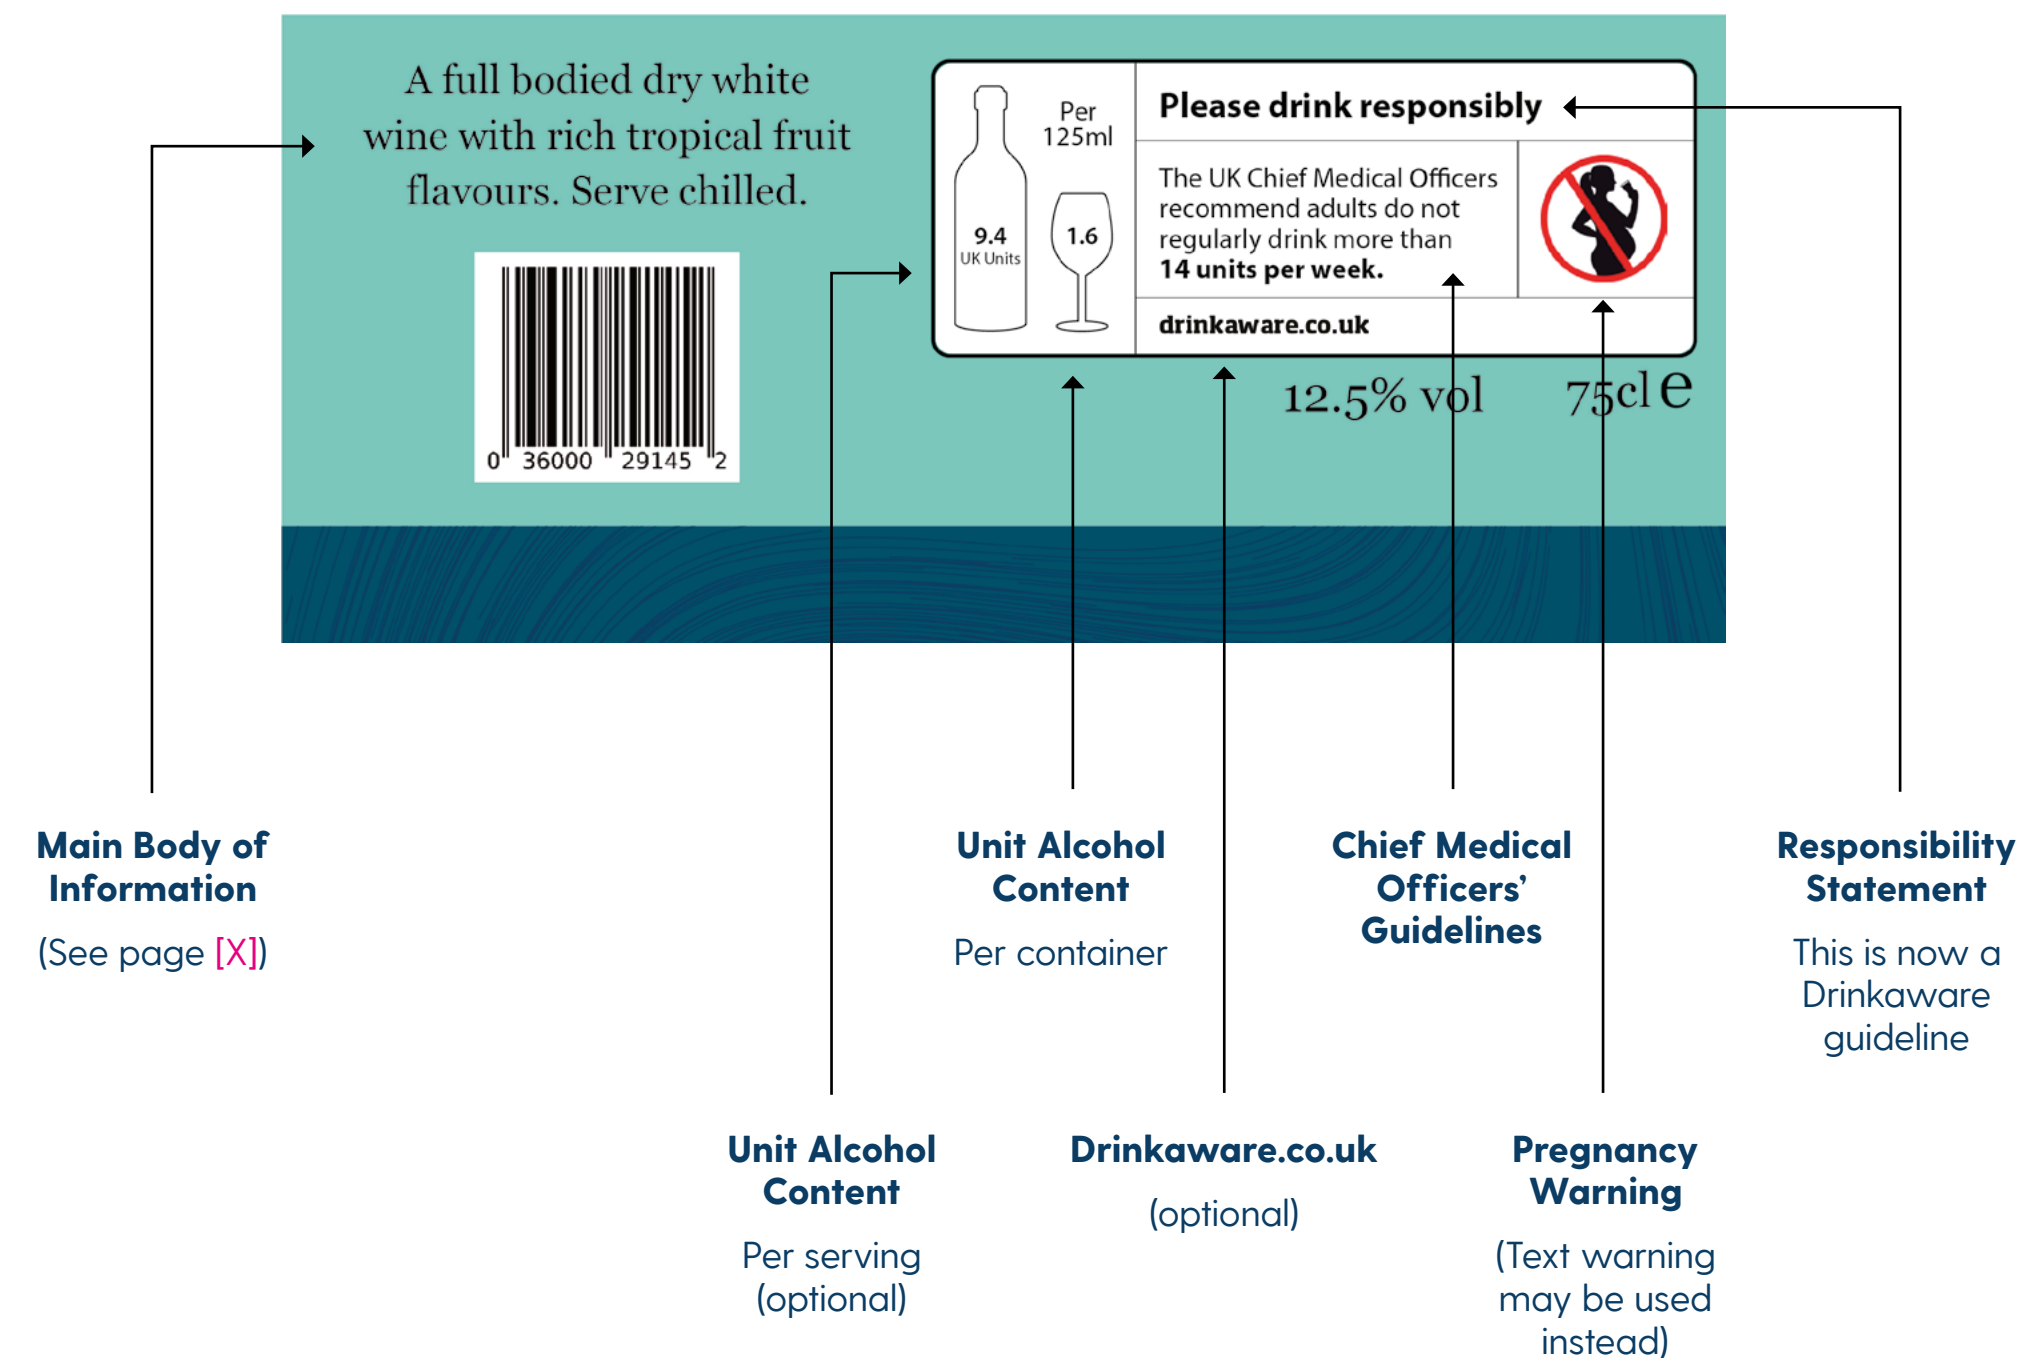 A full bodied dry white
wine with rich tropical fruit
flavours. Serve chilled.
0 36000 29145 2
Per
125ml
9.4
UK Units
1.6
Please drink responsibly
The UK Chief Medical Officers
recommend adults do not
regularly drink more than
14 units per week.
drinkaware.co.uk
12.5% vol
75cl e
Main Body of
Information
(See page [X])
Unit Alcohol
Content
Per container
Chief Medical
Officers’
Guidelines
Responsibility
Statement
This is now a
Drinkaware
guideline
Unit Alcohol
Content
Per serving
(optional)
Drinkaware.co.uk
(optional)
Pregnancy
Warning
(Text warning
may be used
instead)